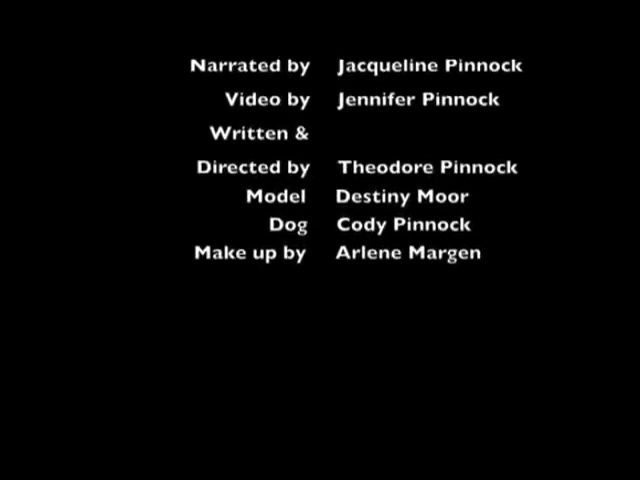 Narrated by Jacqueline Pinnock
Video by Jennifer Pinnock
Written &
Directed by Theodore Pinnock
Model Destiny Moor
Dog Cody Pinnock
Make up by Arlene Margen